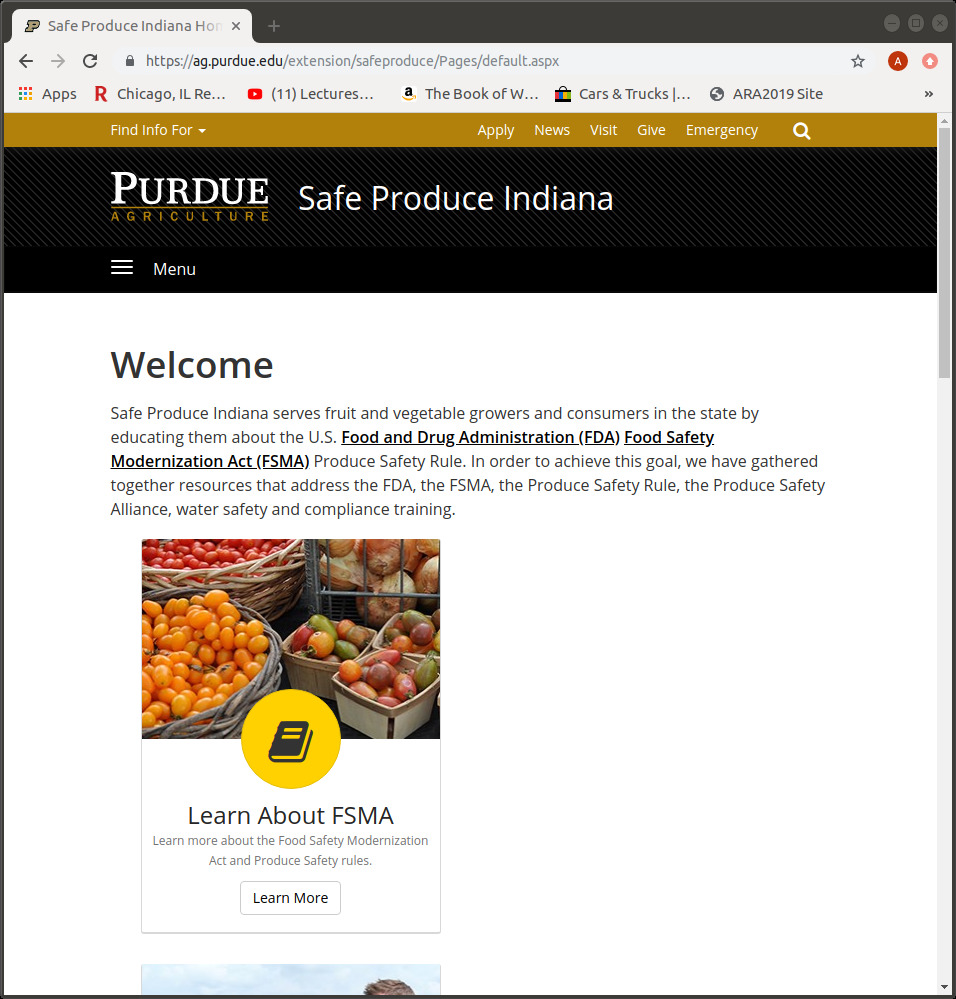 Safe Produce Indiana Hom
https://ag.purdue.edu/extension/safeproduce/Pages/default.aspx
A
Apps Chicago, IL Re... (11) Lectures... The Book of W... Cars & Trucks |... ARA2019 Site »
Find Info For Apply News Visit Give Emergency
PURDUE
AGRICULTURE
Safe Produce Indiana
Menu
Welcome
Safe Produce Indiana serves fruit and vegetable growers and consumers in the state by
educating them about the U.S. Food and Drug Administration (FDA) Food Safety
Modernization Act (FSMA) Produce Safety Rule. In order to achieve this goal, we have gathered
together resources that address the FDA, the FSMA, the Produce Safety Rule, the Produce Safety
Alliance, water safety and compliance training.
Learn About FSMA
Learn more about the Food Safety Modernization
Act and Produce Safety rules.
Learn More